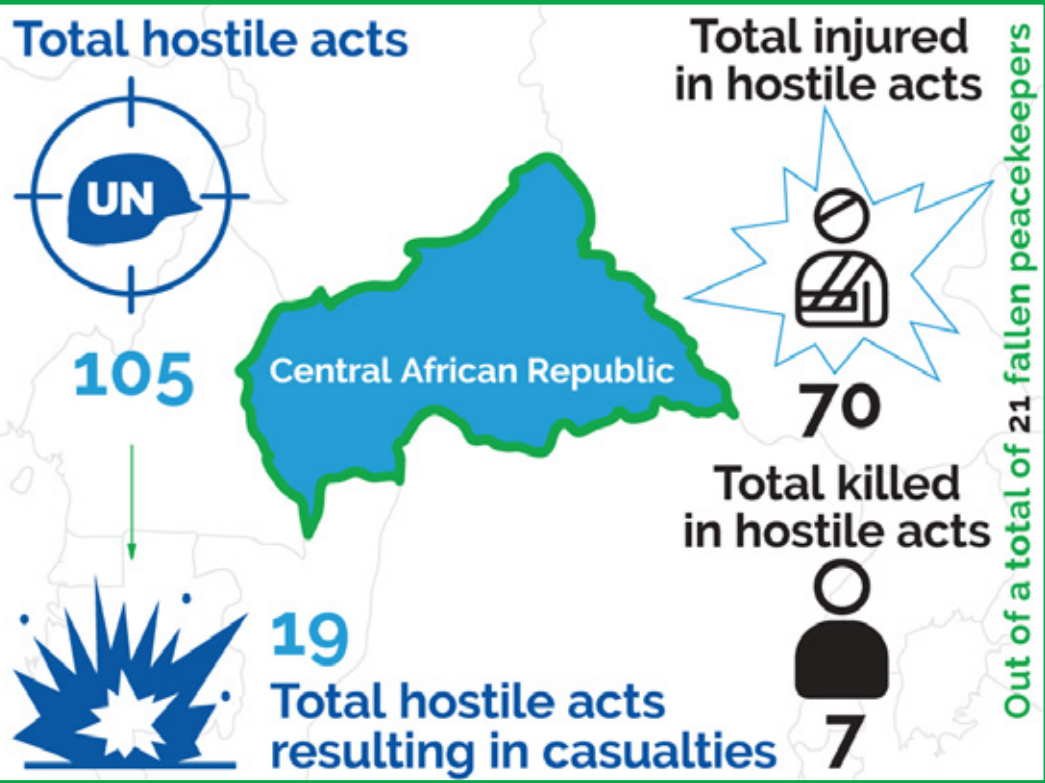 Total hostile acts
UN
105
19
Total hostile acts
resulting in casualties
Central African Republic
Total injured
in hostile acts
70
Total killed
in hostile acts
7
Out of a total of 21 fallen peacekeepers